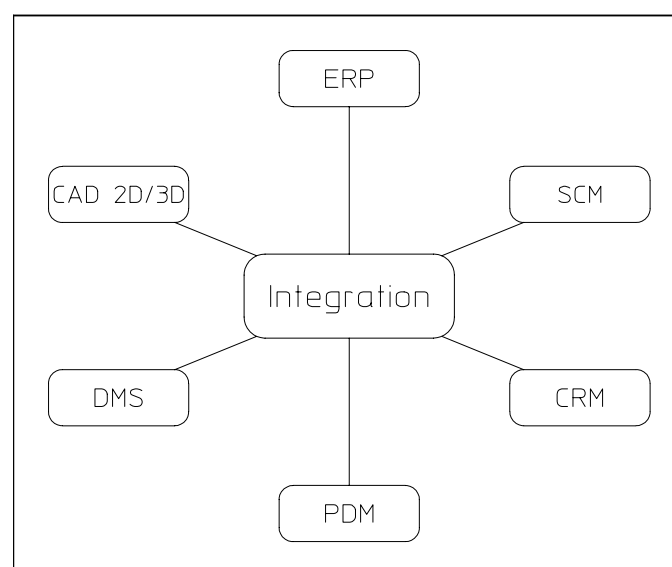 ERP
CAD 2D/3D
SCM
Integration
DMS
CRM
PDM